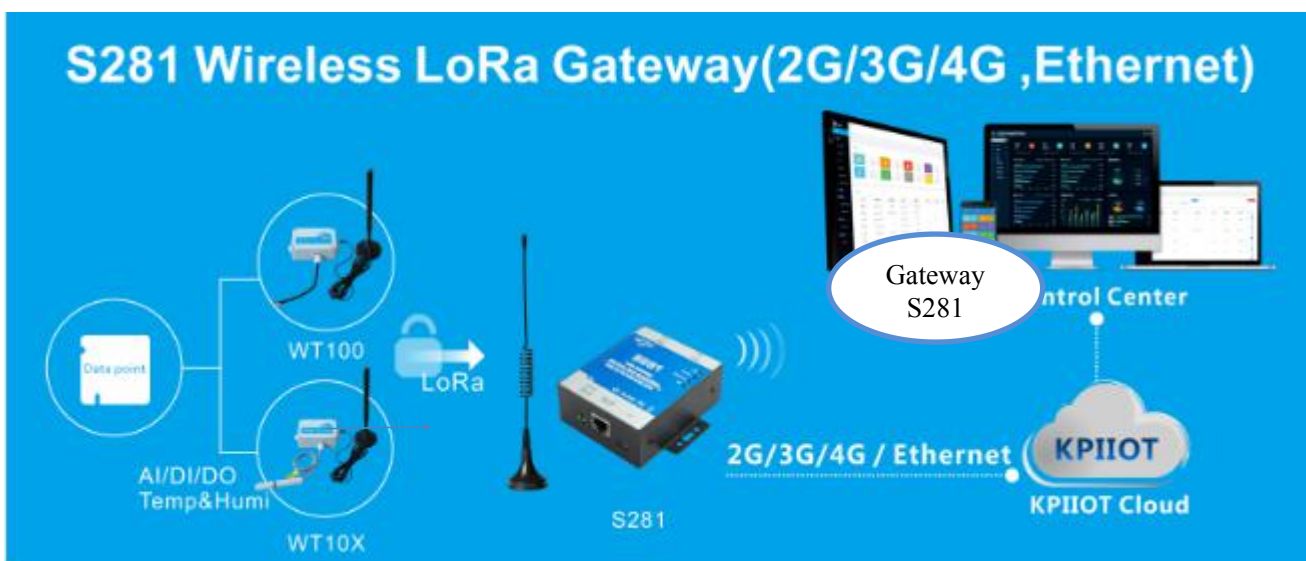 S281 Wireless LoRa Gateway(2G/3G/4G ,Ethernet)
Gateway
S281
ntrol Center
WT100
Data point
LoRa
AI/DI/DO
Temp&Humi
WT10X
S281
2G/3G/4G / Ethernet
KPIIOT
KPIIOT Cloud